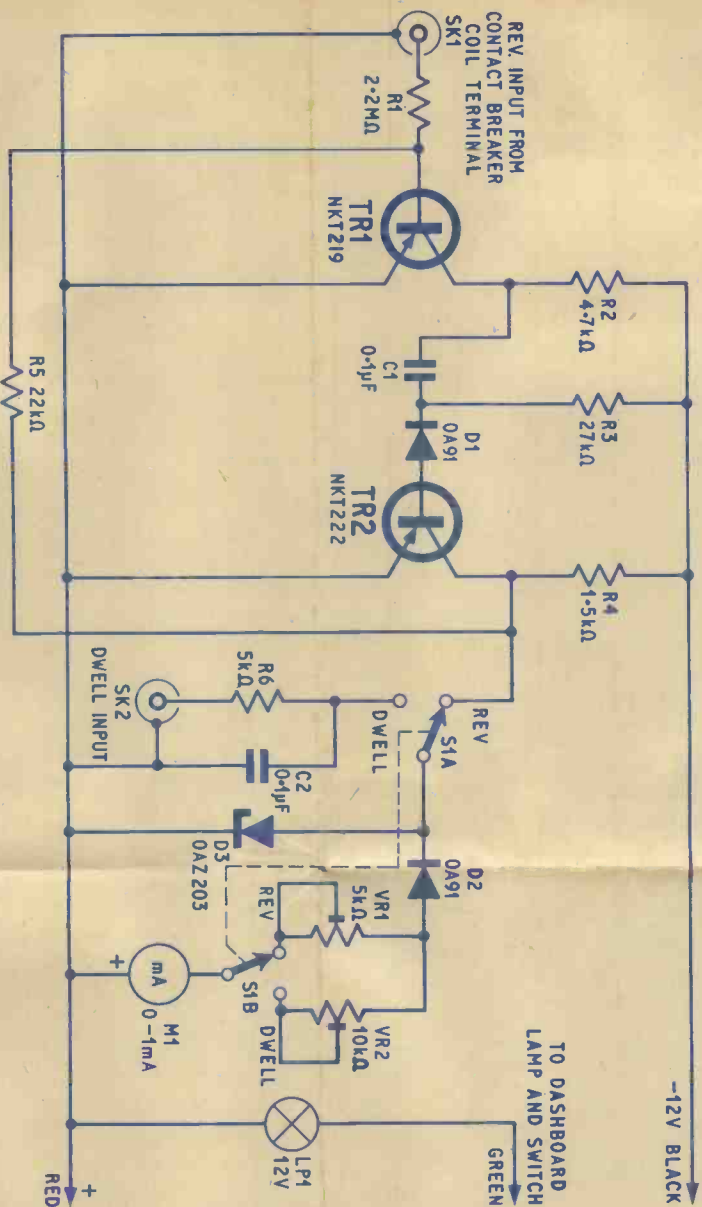 REV. INPUT FROM
CONTACT BREAKER
COIL TERMINAL
SK1
R1
2·2MΩ
TR1
NKT219
R2
4·7kΩ
C1
0·1µF
R3
27kΩ
D1
OA91
TR2
NKT222
R4
1·5kΩ
R5 22kΩ
REV
S1A
DWELL
R6
5kΩ
SK2
DWELL INPUT
C2
0·1µF
D3
OAZ203
D2
OA91
VR1
5kΩ
REV
S1B
VR2
10kΩ
DWELL
+
mA
M1
0-1mA
-12V BLACK
TO DASHBOARD
LAMP AND SWITCH
GREEN
LP1
12V
+
RED